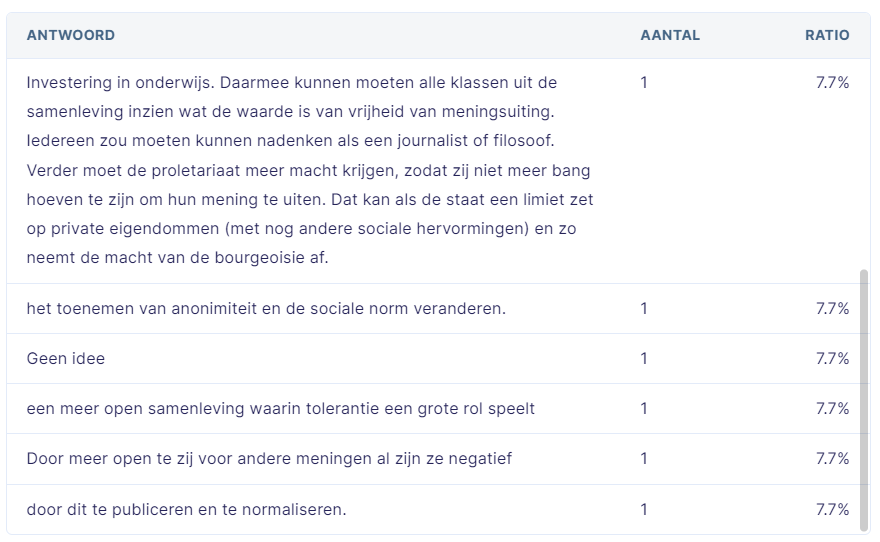 ANTWOORD AANTAL RATIO
Investering in onderwijs. Daarmee kunnen moeten alle klassen uit de 1 7.7%
samenleving inzien wat de waarde is van vrijheid van meningsuiting.
Iedereen zou moeten kunnen nadenken als een journalist of filosoof.
Verder moet de proletariaat meer macht krijgen, zodat zij niet meer bang
hoeven te zijn om hun mening te uiten. Dat kan als de staat een limiet zet
op private eigendommen (met nog andere sociale hervormingen) en zo
neemt de macht van de bourgeoisie af.
het toenemen van anonimiteit en de sociale norm veranderen. 1 7.7%
Geen idee 1 7.7%
een meer open samenleving waarin tolerantie een grote rol speelt 1 7.7%
Door meer open te zij voor andere meningen al zijn ze negatief 1 7.7%
door dit te publiceren en te normaliseren. 1 7.7%